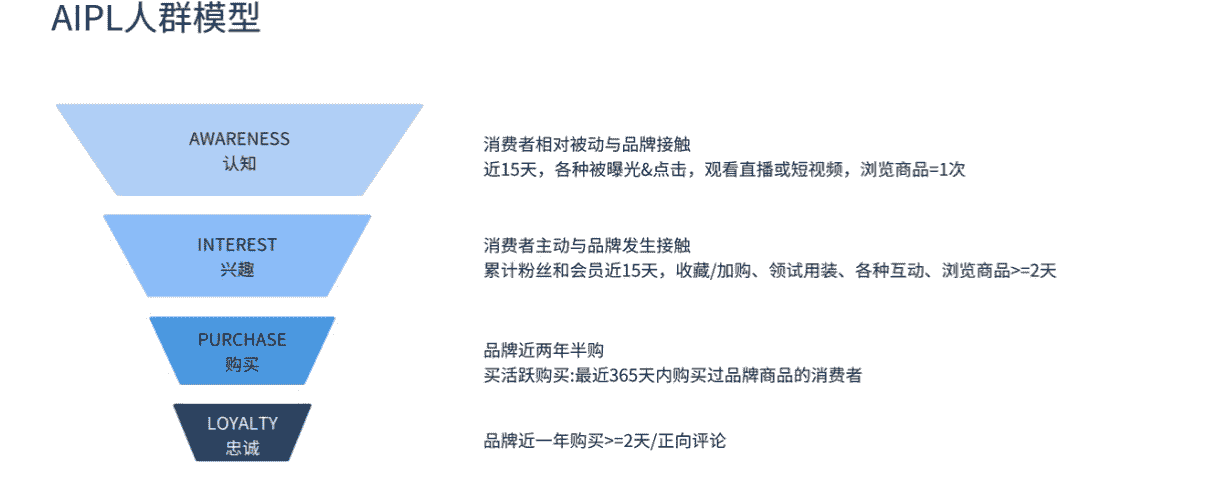 AIPL人群模型
AWARENESS
认知
消费者相对被动与品牌接触
近15天，各种被曝光&点击，观看直播或短视频，浏览商品=1次
INTEREST
兴趣
消费者主动与品牌发生接触
累计粉丝和会员近15天，收藏/加购、领试用装、各种互动、浏览商品>=2天
PURCHASE
购买
品牌近两年半购
买活跃购买:最近365天内购买过品牌商品的消费者
LOYALTY
忠诚
品牌近一年购买>=2天/正向评论